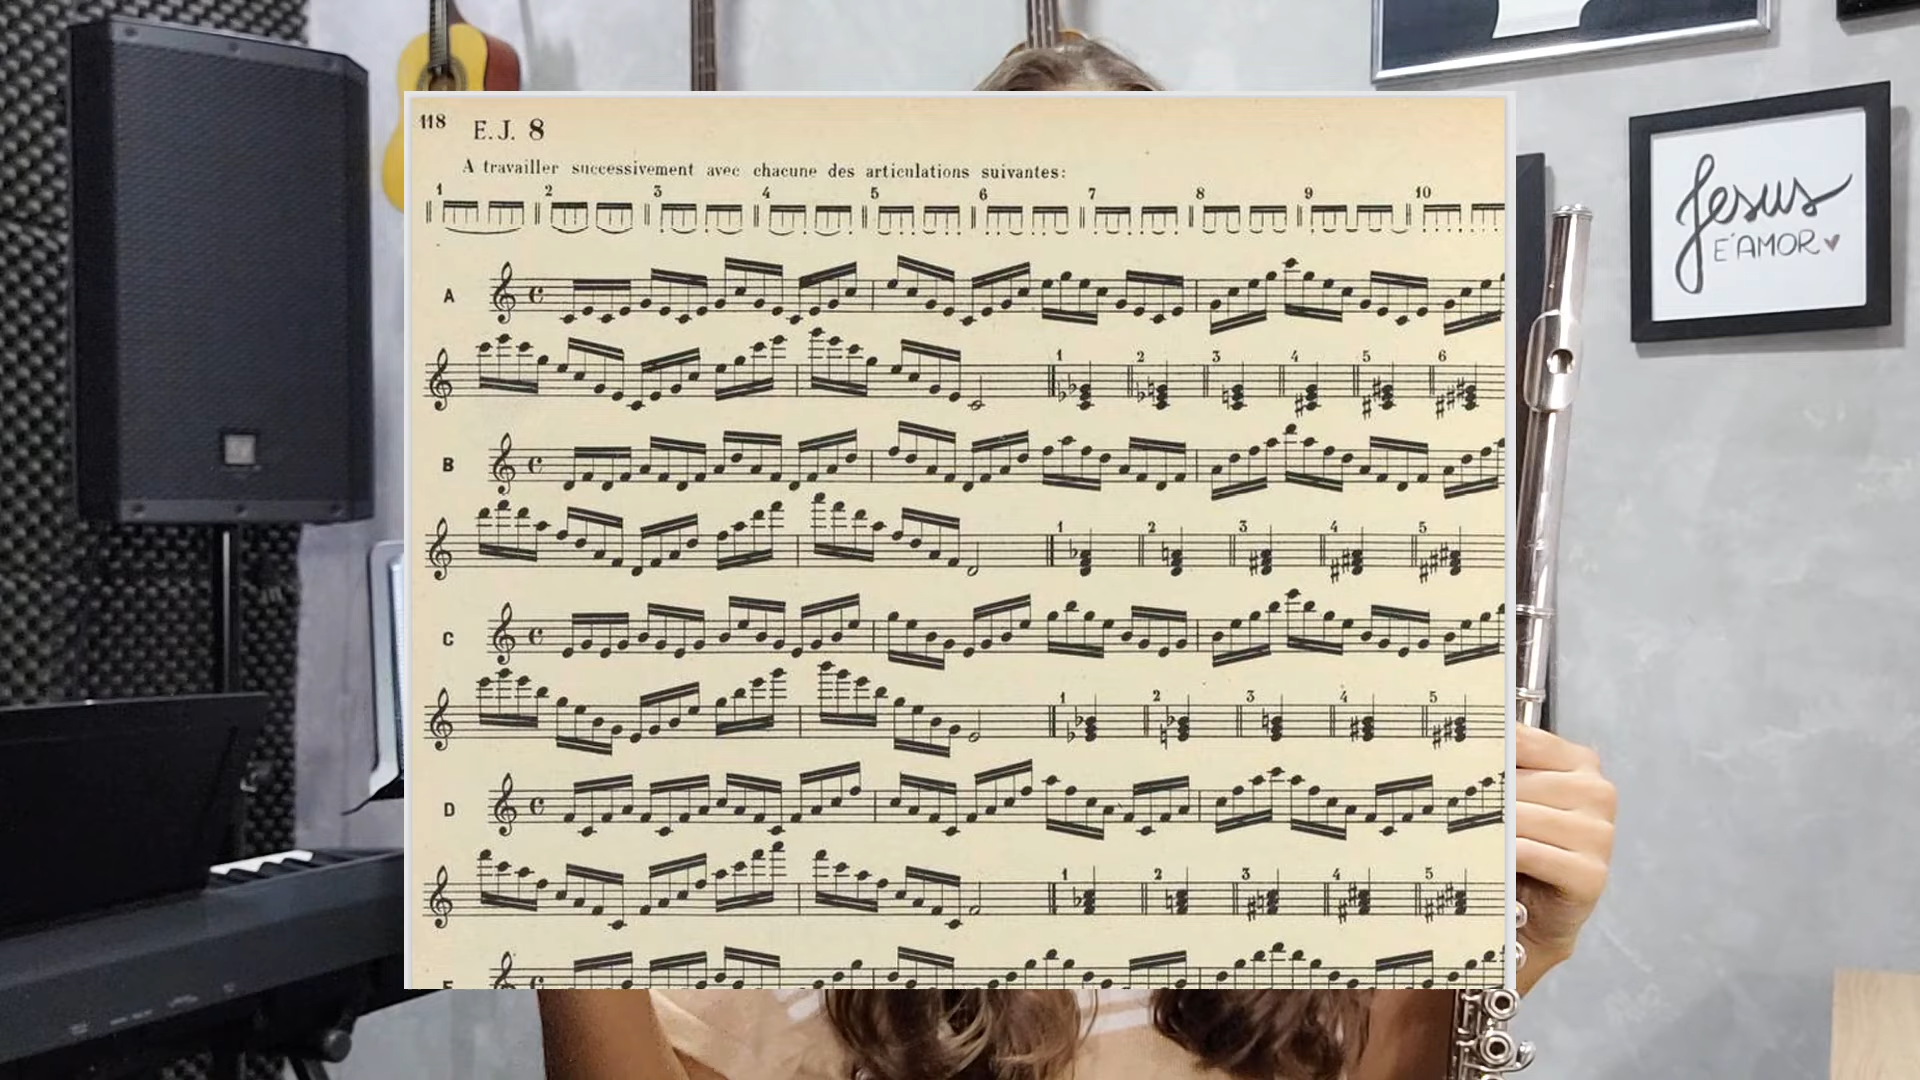 118 E.J. 8
A travailler successivement avec chacune des articulations suivantes:
1 2 3 4 5 6 7 8 9 10
A
1 2 3 4 5 6
B
1 2 3 4 5
C
1 2 3 4 5
D
1 2 3 4 5
Jesus
E´AMOR